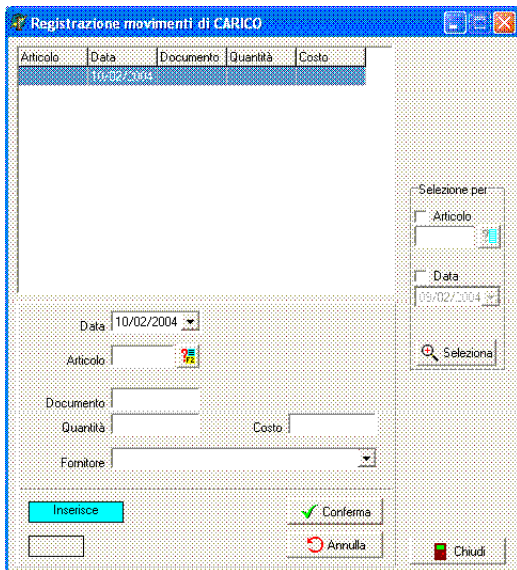 Registrazione movimenti di CARICO
Articolo Data Documento Quantità Costo
10/02/2004
Selezione per
Articolo
?
Data
09/02/2004
Seleziona
Data 10/02/2004
Articolo ? F2
Documento
Quantità Costo
Fornitore
Inserisce
Conferma
Annulla
Chiudi